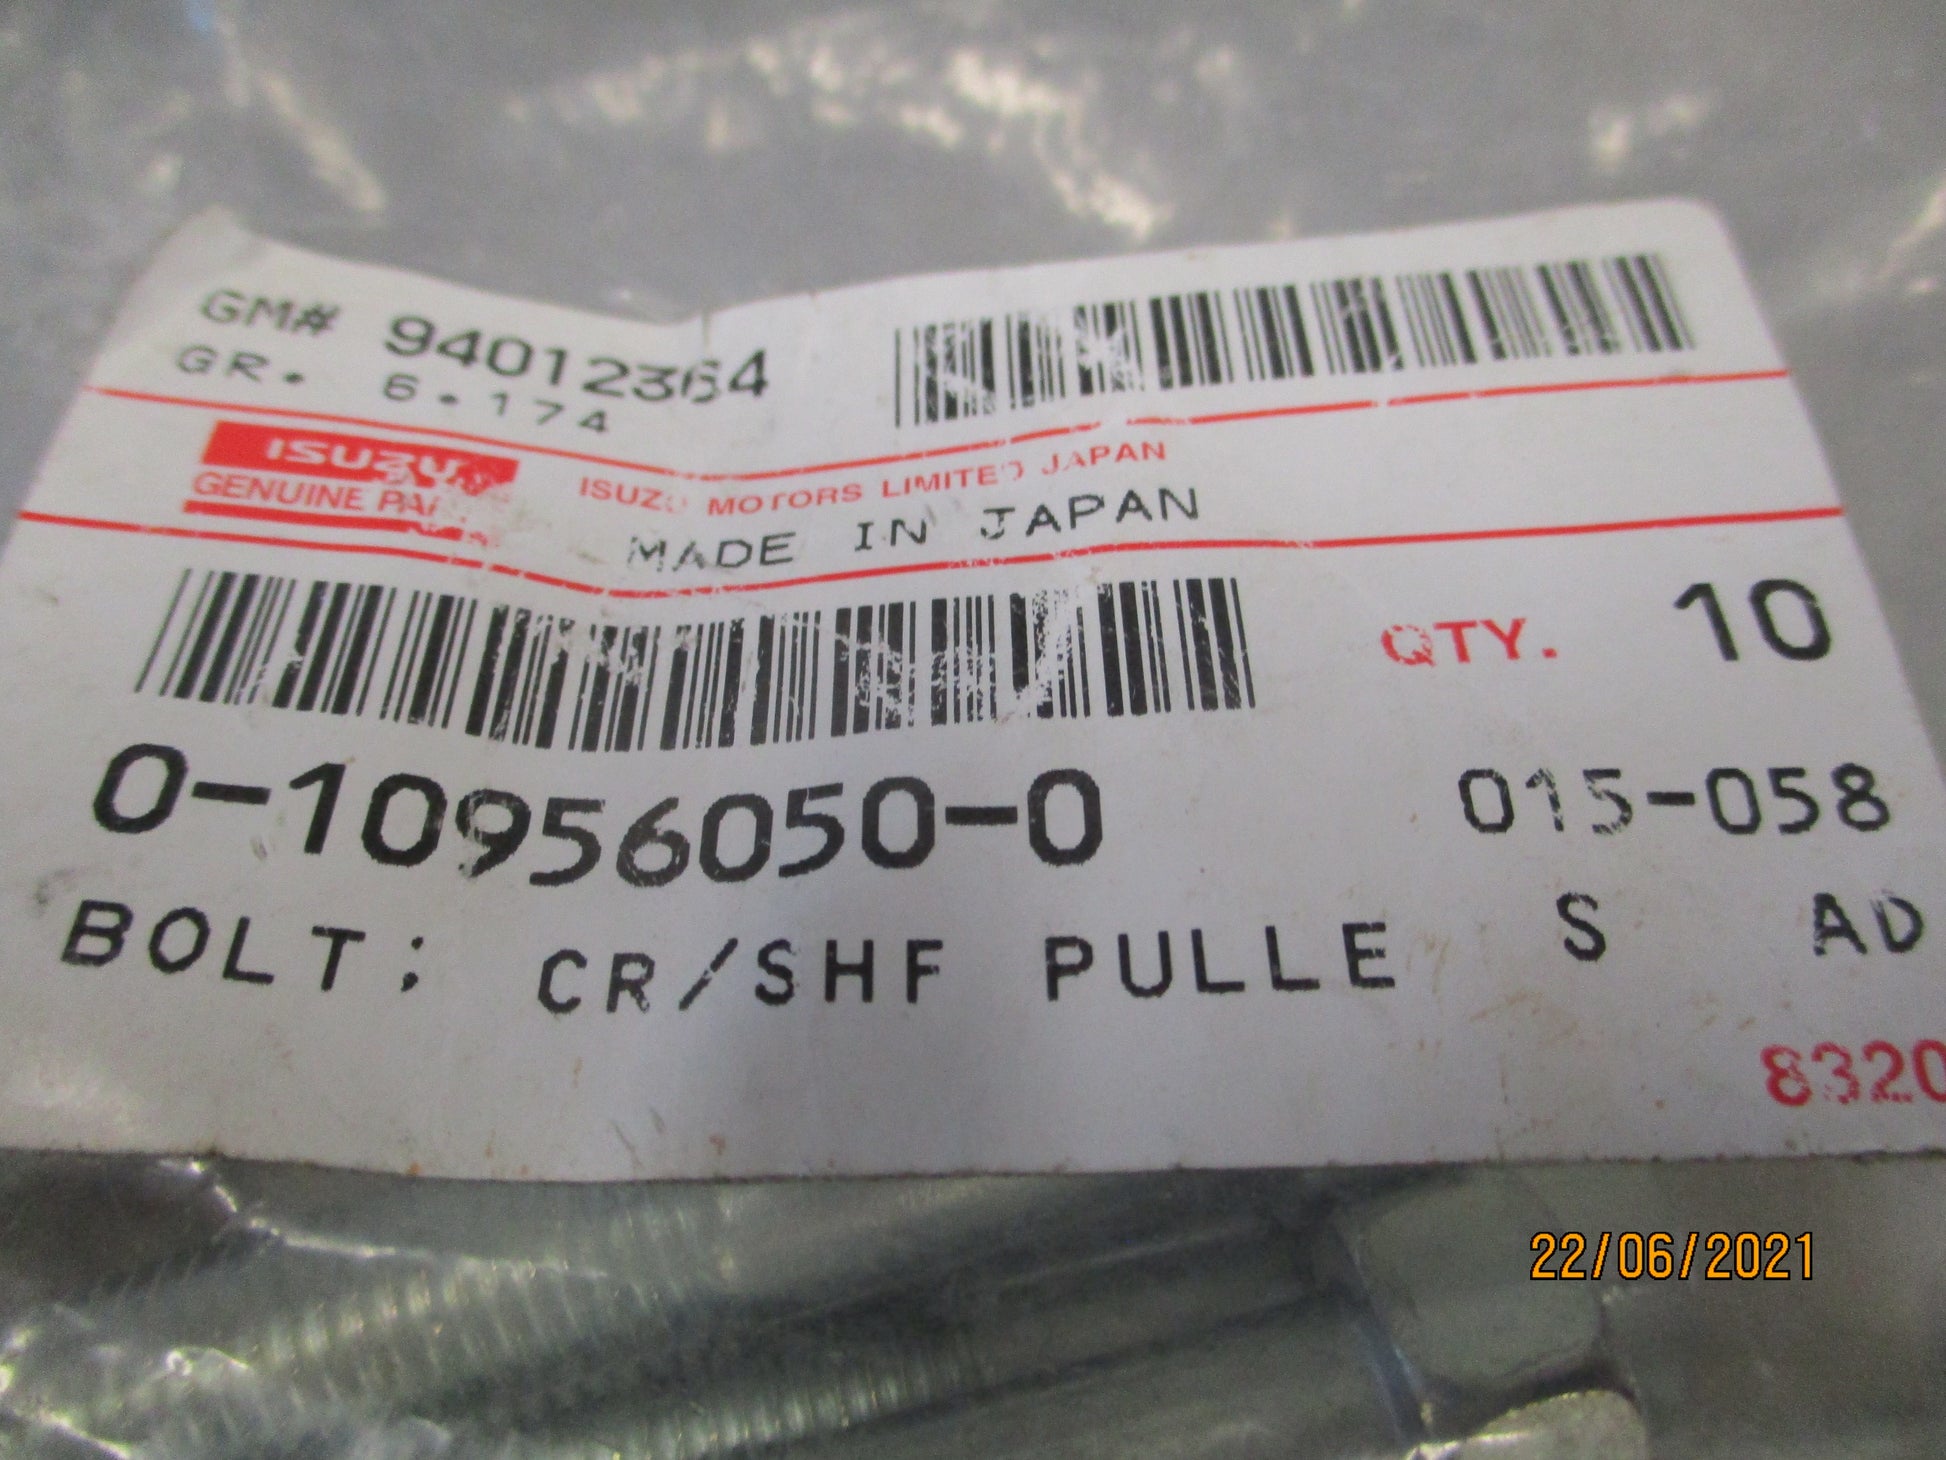 GM# 94012364
GR. 6.174
ISUZU
GENUINE
ISUZU MOTORS LIMITED JAPAN
MADE IN JAPAN
QTY. 10
0-10956050-0 015-058
BOLT; CR/SHF PULLE S AD
8320
22/06/2021